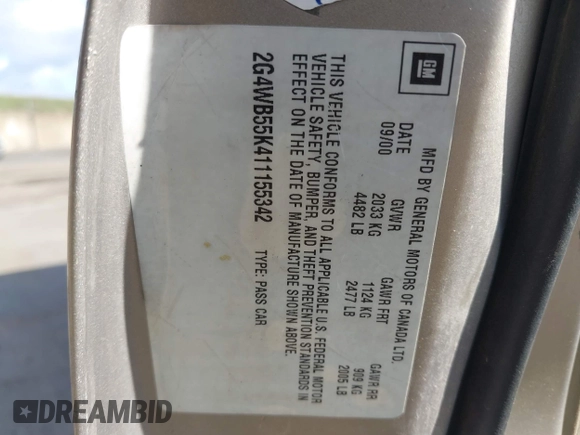 GM
MFD BY GENERAL MOTORS OF CANADA LTD.
DATE GVWR GAWR FRT GAWR RR
09/00 2033 KG 1124 KG 909 KG
4482 LB 2477 LB 2005 LB
THIS VEHICLE CONFORMS TO ALL APPLICABLE U.S. FEDERAL MOTOR
VEHICLE SAFETY, BUMPER, AND THEFT PREVENTION STANDARDS IN
EFFECT ON THE DATE OF MANUFACTURE SHOWN ABOVE.
2G4WB55K411155342 TYPE: PASS CAR
DREAMBID